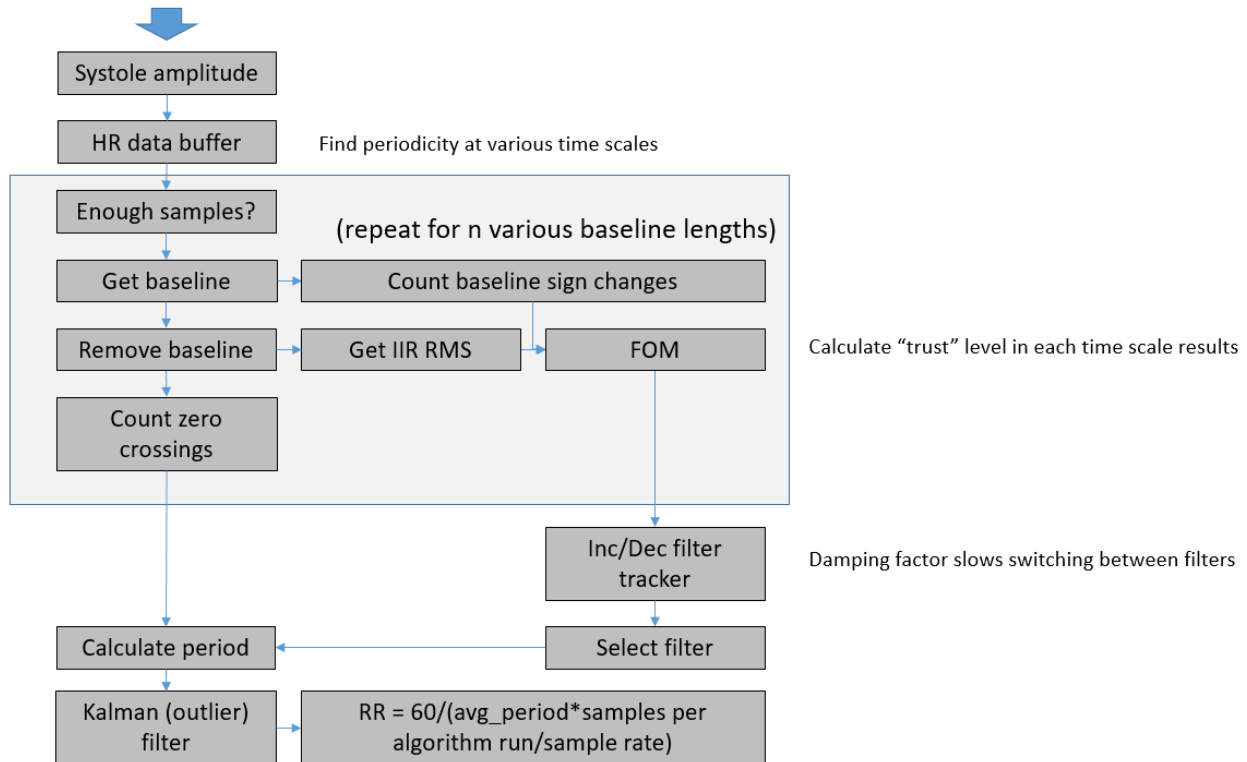 Systole amplitude
HR data buffer
Find periodicity at various time scales
Enough samples?
(repeat for n various baseline lengths)
Get baseline
Count baseline sign changes
Remove baseline
Get IIR RMS
FOM
Calculate “trust” level in each time scale results
Count zero
crossings
Inc/Dec filter
tracker
Damping factor slows switching between filters
Calculate period
Select filter
Kalman (outlier)
filter
RR = 60/(avg_period*samples per
algorithm run/sample rate)